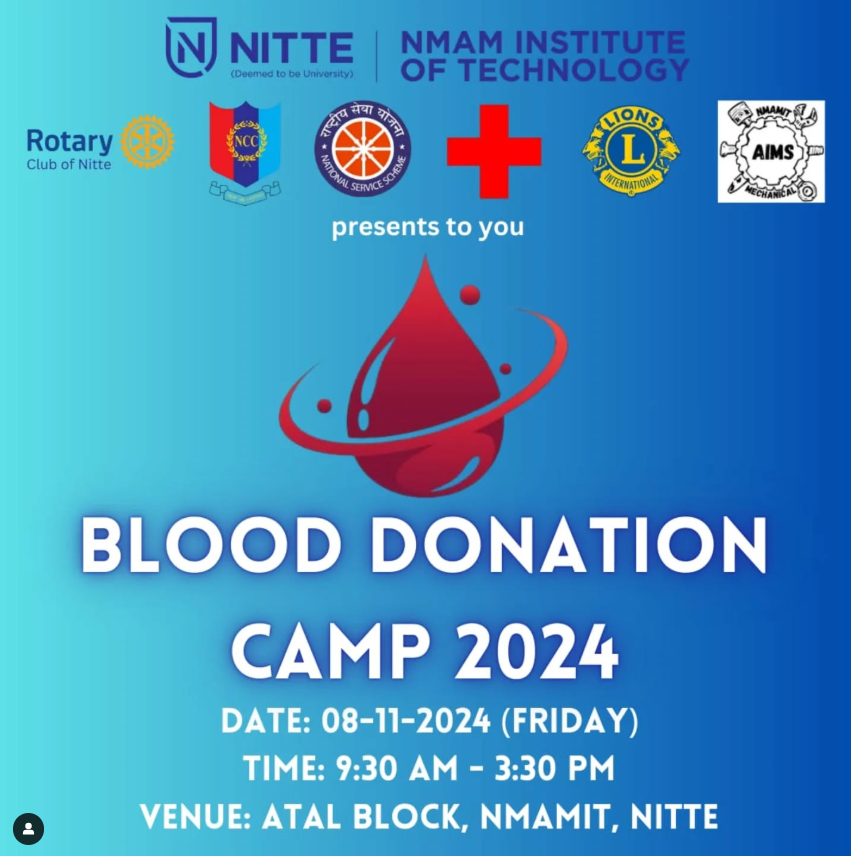 NITTE
(Deemed to be University)
NMAM INSTITUTE
OF TECHNOLOGY
Rotary
Club of Nitte
NCC
राष्ट्रीय सेवा योजना
NATIONAL SERVICE SCHEME
LIONS
L
INTERNATIONAL
NMAMIT
AIMS
MECHANICAL
presents to you
BLOOD DONATION
CAMP 2024
DATE: 08-11-2024 (FRIDAY)
TIME: 9:30 AM - 3:30 PM
VENUE: ATAL BLOCK, NMAMIT, NITTE